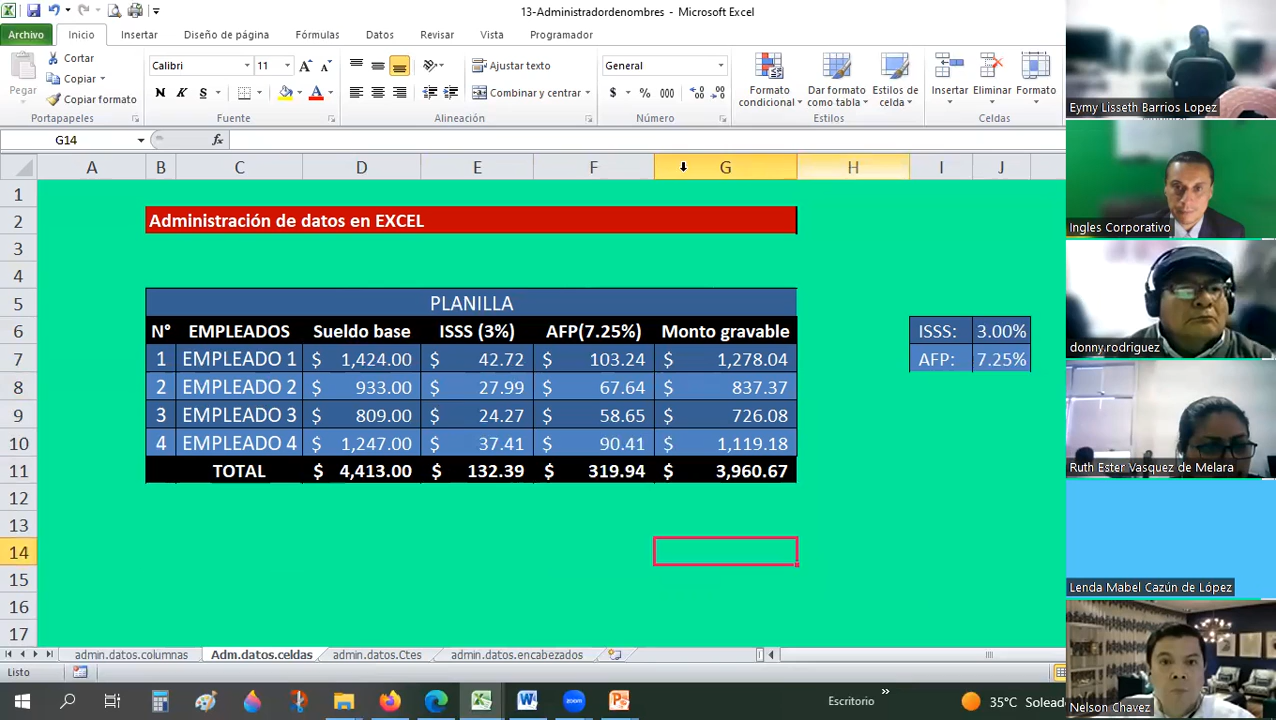 13-Administradordenombres - Microsoft Excel
Archivo Inicio Insertar Diseño de página Fórmulas Datos Revisar Vista Programador
Pegar Cortar Copiar Copiar formato Portapapeles
Calibri 11 N K S A Fuente
Ajustar texto Combinar y centrar Alineación
General $ % 000 Número
Formato condicional Dar formato como tabla Estilos de celda Estilos
Insertar Eliminar Formato Celdas
G14 fx
A B C D E F G H I J
1
2 Administración de datos en EXCEL
3
4
5 PLANILLA
6 N° EMPLEADOS Sueldo base ISSS (3%) AFP(7.25%) Monto gravable ISSS: 3.00%
7 1 EMPLEADO 1 $ 1,424.00 $ 42.72 $ 103.24 $ 1,278.04 AFP: 7.25%
8 2 EMPLEADO 2 $ 933.00 $ 27.99 $ 67.64 $ 837.37
9 3 EMPLEADO 3 $ 809.00 $ 24.27 $ 58.65 $ 726.08
10 4 EMPLEADO 4 $ 1,247.00 $ 37.41 $ 90.41 $ 1,119.18
11 TOTAL $ 4,413.00 $ 132.39 $ 319.94 $ 3,960.67
12
13
14
15
16
17
admin.datos.columnas Adm.datos.celdas admin.datos.Ctes admin.datos.encabezados
Listo
zoom Escritorio » 35°C Soleado
Eymy Lisseth Barrios Lopez
Ingles Corporativo
donny.rodriguez
Ruth Ester Vasquez de Melara
Lenda Mabel Cazún de López
Nelson Chavez